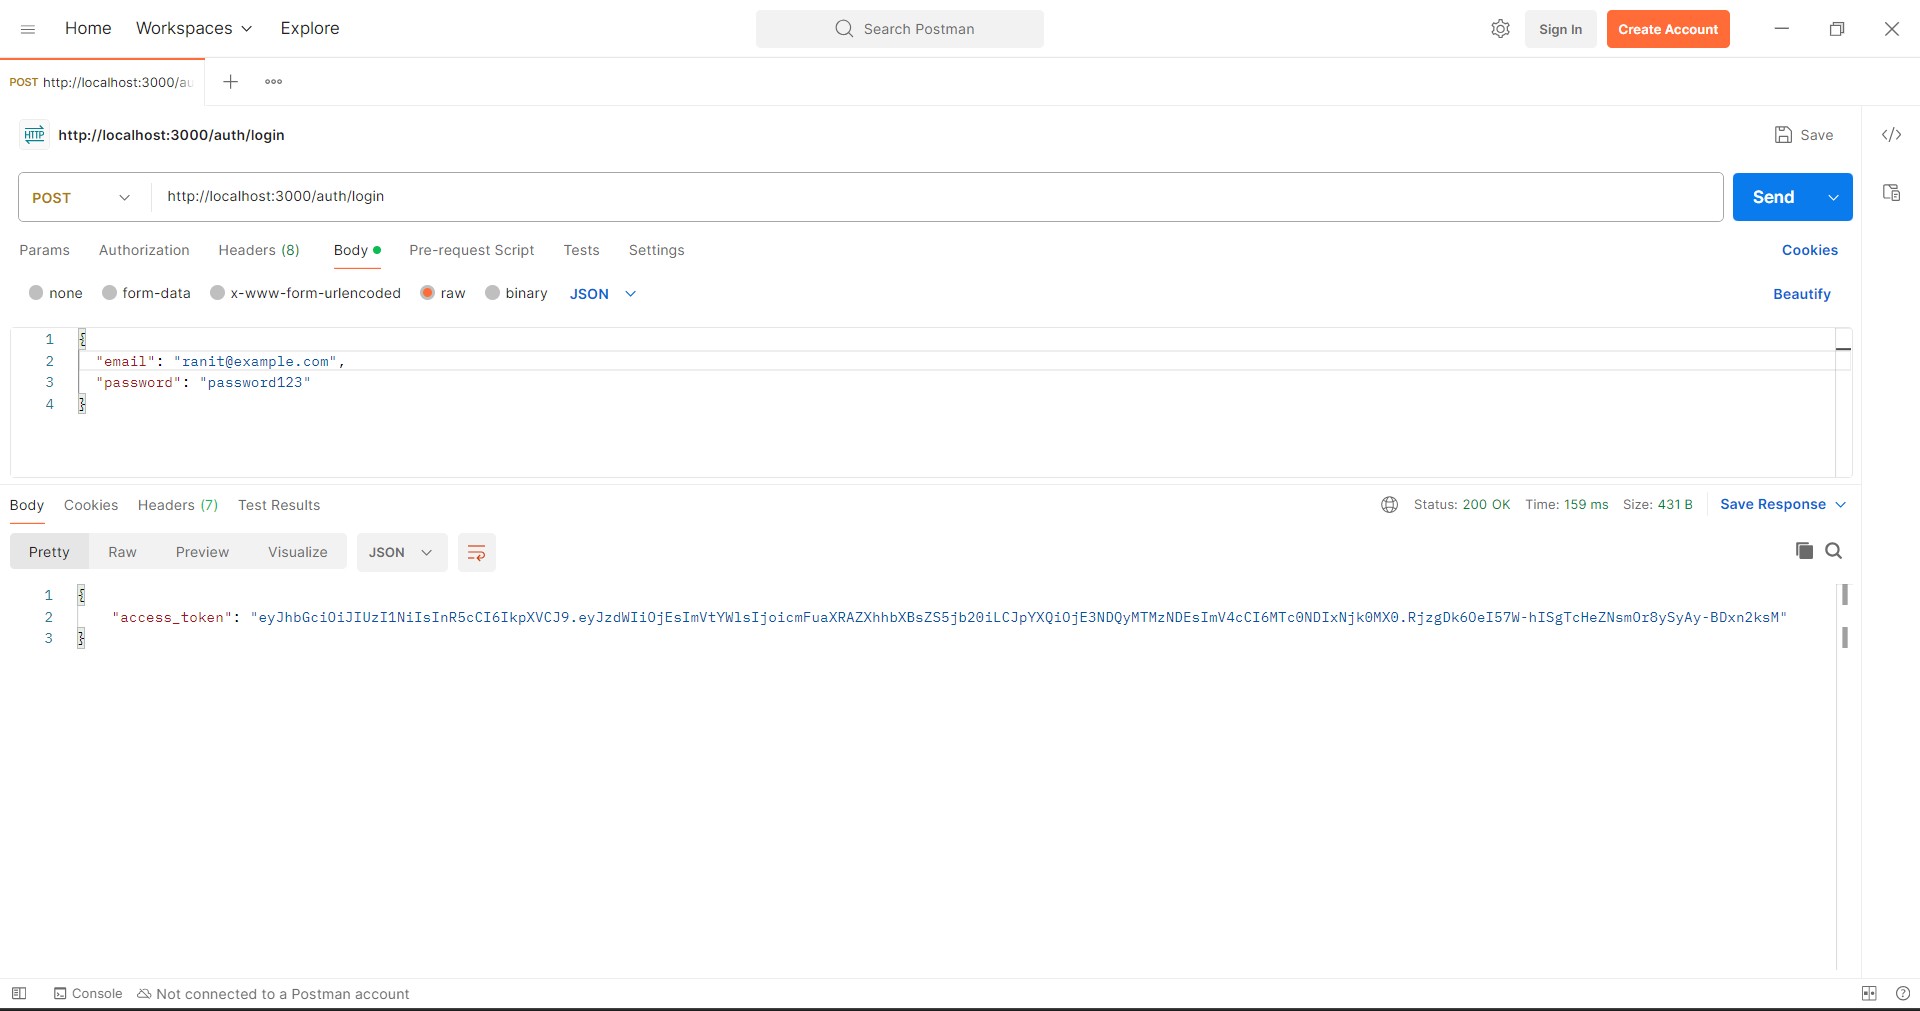 Home Workspaces Explore Search Postman Sign In Create Account
POST http://localhost:3000/au
HTTP http://localhost:3000/auth/login Save </>
POST http://localhost:3000/auth/login Send
Params Authorization Headers (8) Body Pre-request Script Tests Settings Cookies
none form-data x-www-form-urlencoded raw binary JSON Beautify
1 {
2 "email": "ranit@example.com",
3 "password": "password123"
4 }
Body Cookies Headers (7) Test Results Status: 200 OK Time: 159 ms Size: 431 B Save Response
Pretty Raw Preview Visualize JSON
1 {
2 "access_token": "eyJhbGciOiJIUzI1NiIsInR5cCI6IkpXVCJ9.eyJzdWIiOjEsImVtYWlsIjoicmFuaXRAZXhhbXBsZS5jb20iLCJpYXQiOjE3NDQyMTMzNDEsImV4cCI6MTc0NDIxNjk0MX0.RjzgDk6OeI57W-hISgTcHeZNsmOr8ySyAy-BDxn2ksM"
3 }
Console Not connected to a Postman account